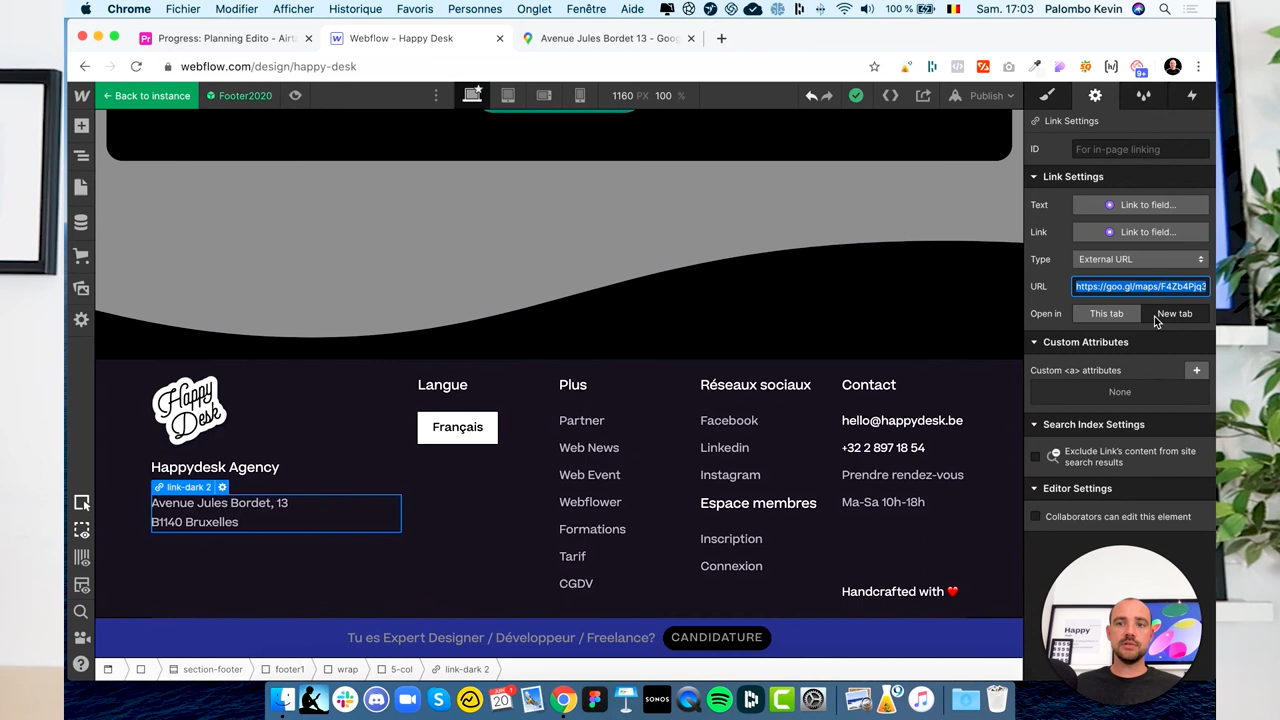 Chrome Fichier Modifier Afficher Historique Favoris Personnes Onglet Fenêtre Aide 100 % Sam. 17:03 Palombo Kevin
Progress: Planning Edito - Airta
Webflow - Happy Desk
Avenue Jules Bordet 13 - Goog
webflow.com/design/happy-desk
9+
Back to instance
Footer2020
1160 PX 100 %
Publish
Link Settings
ID For in-page linking
Link Settings
Text Link to field...
Link Link to field...
Type External URL
URL https://goo.gl/maps/F4Zb4Pjq3
Open in This tab New tab
Custom Attributes
Custom <a> attributes
None
Search Index Settings
Exclude Link's content from site
search results
Editor Settings
Collaborators can edit this element
Happy
Desk
Happydesk Agency
link-dark 2
Avenue Jules Bordet, 13
B1140 Bruxelles
Langue
Français
Plus
Partner
Web News
Web Event
Webflower
Formations
Tarif
CGDV
Réseaux sociaux
Facebook
Linkedin
Instagram
Espace membres
Inscription
Connexion
Contact
hello@happydesk.be
+32 2 897 18 54
Prendre rendez-vous
Ma-Sa 10h-18h
Handcrafted with ❤️
Tu es Expert Designer / Développeur / Freelance? CANDIDATURE
section-footer footer1 wrap 5-col link-dark 2
Happy
JUN
20
SONOS